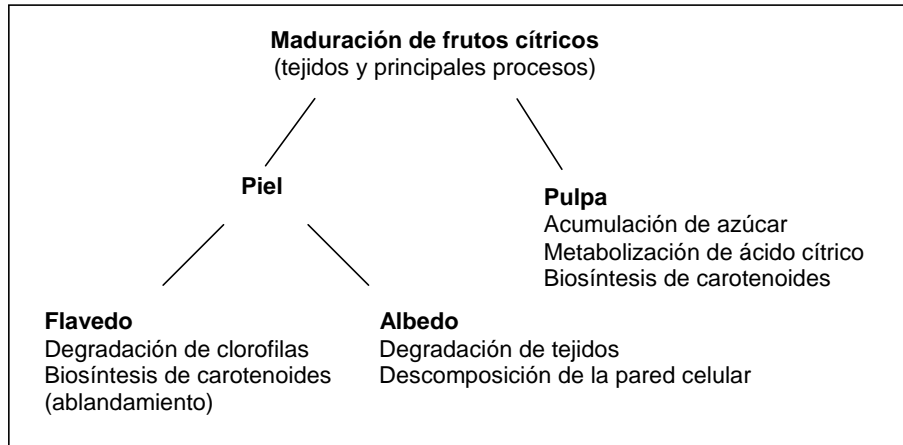 Maduración de frutos cítricos
(tejidos y principales procesos)
Piel
Pulpa
Acumulación de azúcar
Metabolización de ácido cítrico
Biosíntesis de carotenoides
Flavedo
Degradación de clorofilas
Biosíntesis de carotenoides
(ablandamiento)
Albedo
Degradación de tejidos
Descomposición de la pared celular